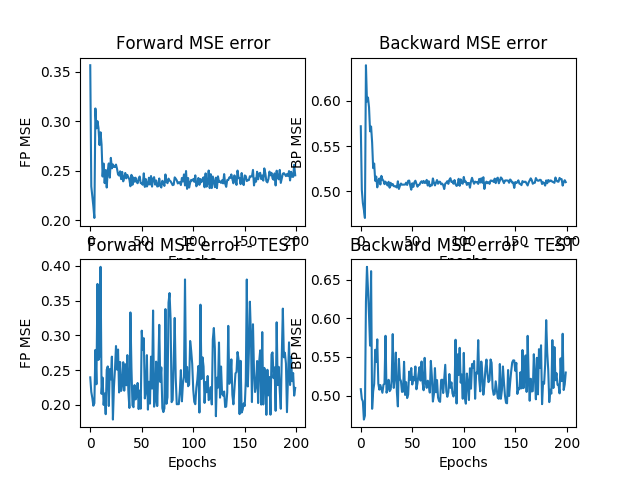 Forward MSE error
Backward MSE error
FP MSE
0.35
0.30
0.25
0.20
0 50 100 150 200
Epochs
BP MSE
0.60
0.55
0.50
0 50 100 150 200
Forward MSE error - TEST
Backward MSE error - TEST
FP MSE
0.40
0.35
0.30
0.25
0.20
0 50 100 150 200
Epochs
BP MSE
0.65
0.60
0.55
0.50
0 50 100 150 200
Epochs